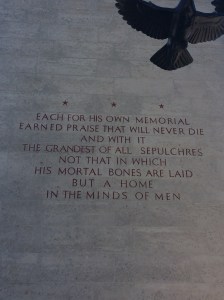 EACH FOR HIS OWN MEMORIAL
EARNED PRAISE THAT WILL NEVER DIE
AND WITH IT
THE GRANDEST OF ALL SEPULCHRES
NOT THAT IN WHICH
HIS MORTAL BONES ARE LAID
BUT A HOME
IN THE MINDS OF MEN